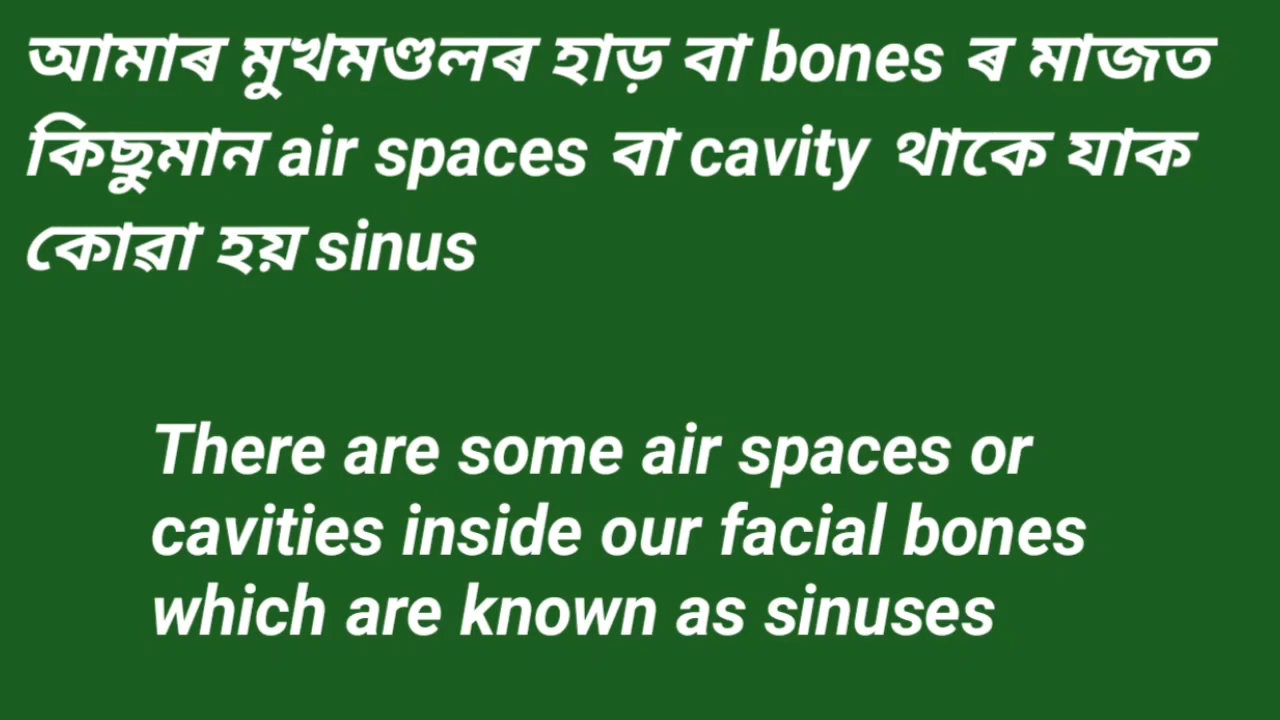 আমাৰ মুখমণ্ডলৰ হাড় বা bones ৰ মাজত
কিছুমান air spaces বা cavity থাকে যাক
কোৱা হয় sinus
There are some air spaces or
cavities inside our facial bones
which are known as sinuses